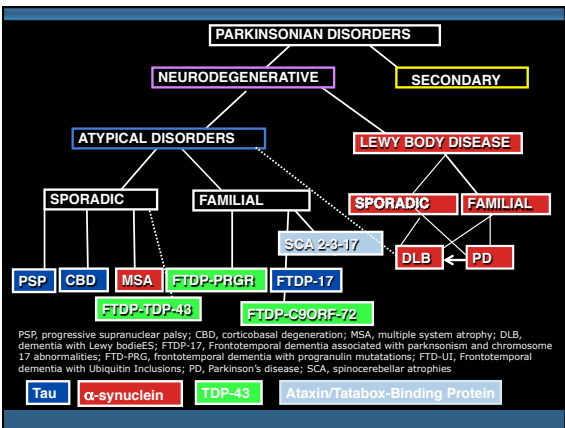 PARKINSONIAN DISORDERS
NEURODEGENERATIVE
SECONDARY
ATYPICAL DISORDERS
LEWY BODY DISEASE
SPORADIC
FAMILIAL
SPORADIC
FAMILIAL
SCA 2-3-17
DLB
PD
PSP
CBD
MSA
FTDP-PRGR
FTDP-17
FTDP-TDP-43
FTDP-C9ORF-72
PSP, progressive supranuclear palsy; CBD, corticobasal degeneration; MSA, multiple system atrophy; DLB,
dementia with Lewy bodieES; FTDP-17, Frontotemporal dementia associated with parknsonism and chromosome
17 abnormalities; FTD-PRG, frontotemporal dementia with progranulin mutatations; FTD-UI, Frontotemporal
dementia with Ubiquitin Inclusions; PD, Parkinson's disease; SCA, spinocerebellar atrophies
Tau
α-synuclein
TDP-43
Ataxin/Tatabox-Binding Protein